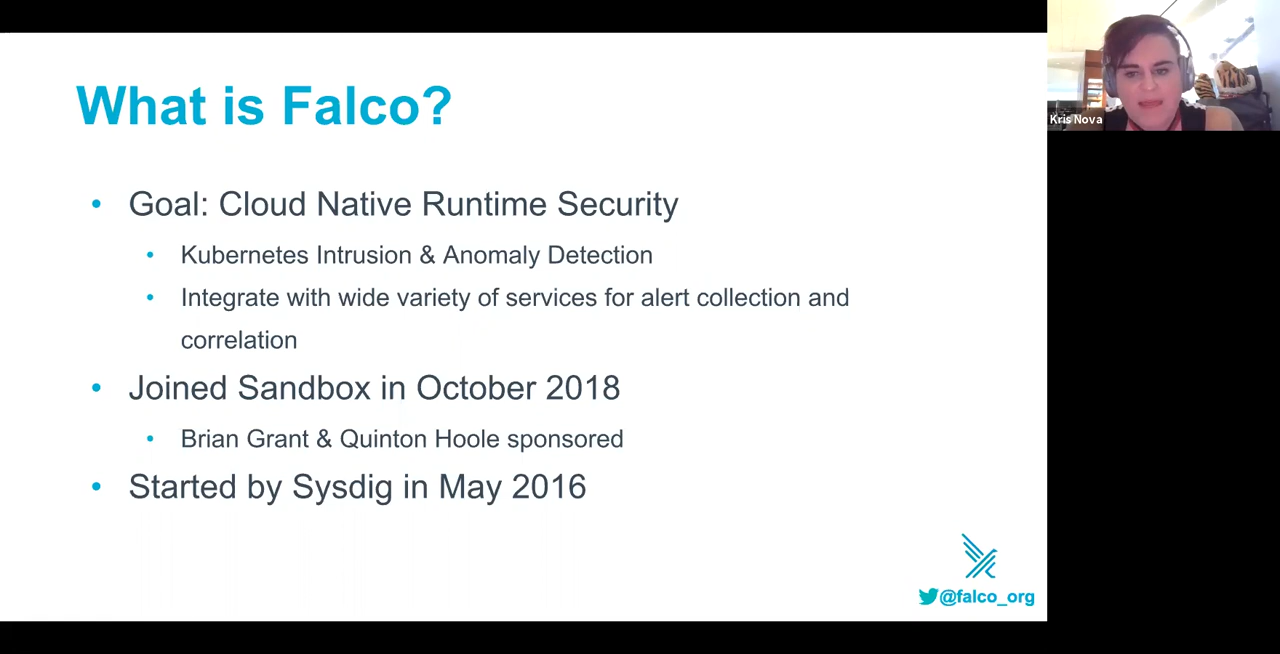 What is Falco?
• Goal: Cloud Native Runtime Security
• Kubernetes Intrusion & Anomaly Detection
• Integrate with wide variety of services for alert collection and
correlation
• Joined Sandbox in October 2018
• Brian Grant & Quinton Hoole sponsored
• Started by Sysdig in May 2016
@falco_org
Kris Nova